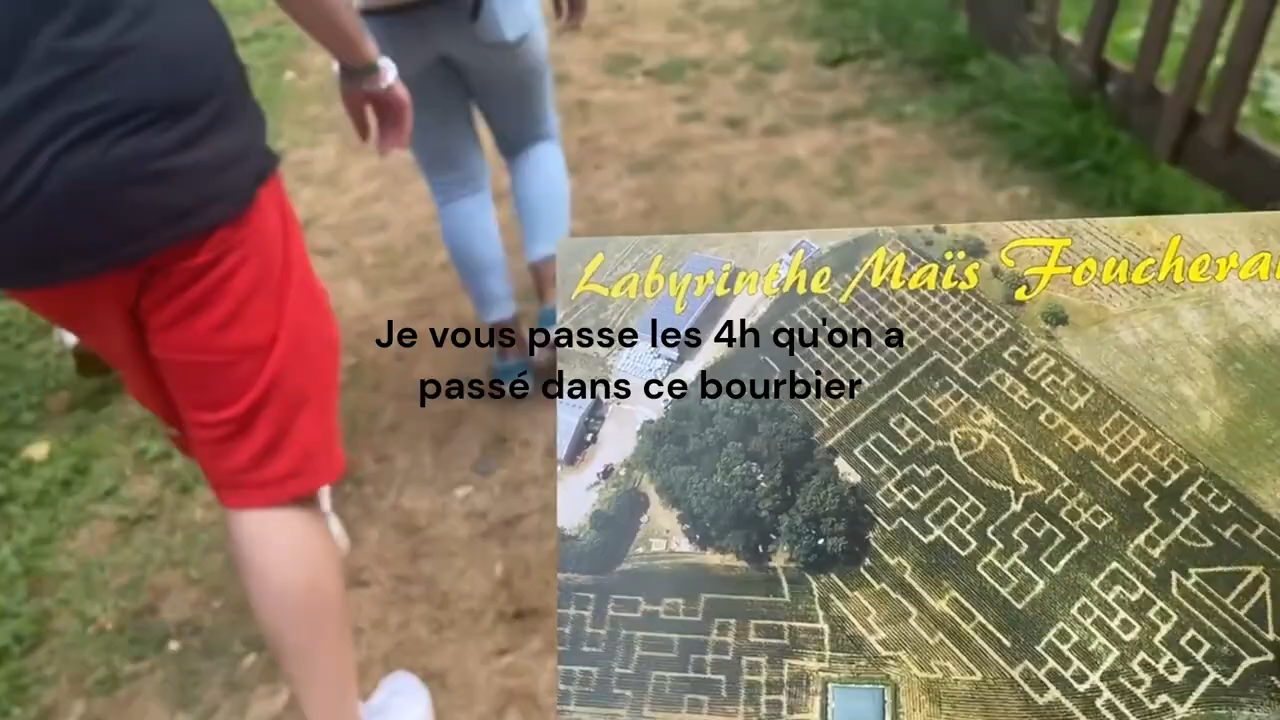 Labyrinthe Maïs
Je vous passe les 4h qu'on a
passé dans ce bourbier